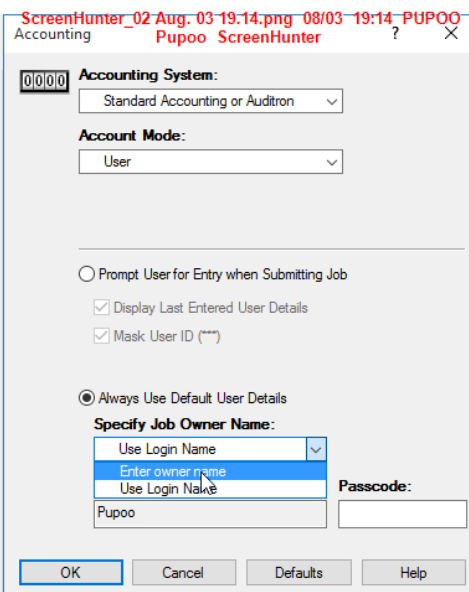 ScreenHunter_02 Aug. 03 19.14.png 08/03 19:14 PUPOO
Accounting Pupoo ScreenHunter ?
0000
Accounting System:
Standard Accounting or Auditron
Account Mode:
User
Prompt User for Entry when Submitting Job
Display Last Entered User Details
Mask User ID (***)
Always Use Default User Details
Specify Job Owner Name:
Use Login Name
Enter owner name
Use Login Name
Passcode:
Pupoo
OK Cancel Defaults Help